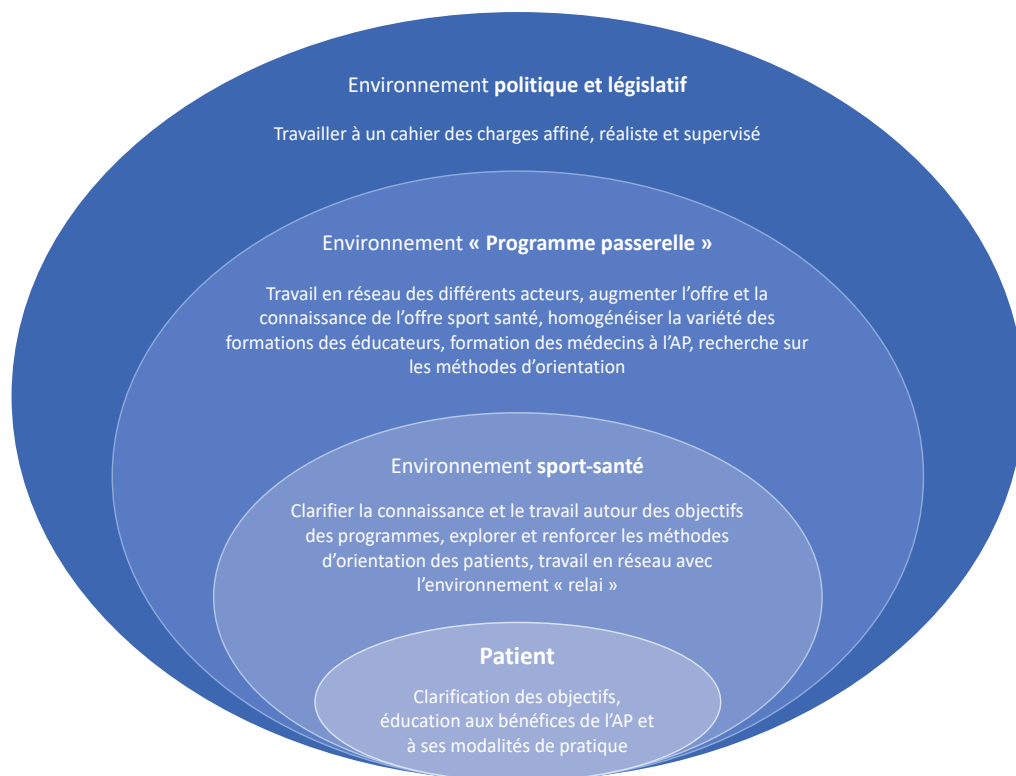 Environnement politique et législatif
Travailler à un cahier des charges affiné, réaliste et supervisé
Environnement « Programme passerelle »
Travail en réseau des différents acteurs, augmenter l’offre et la
connaissance de l’offre sport santé, homogénéiser la variété des
formations des éducateurs, formation des médecins à l’AP, recherche sur
les méthodes d’orientation
Environnement sport-santé
Clarifier la connaissance et le travail autour des objectifs
des programmes, explorer et renforcer les méthodes
d’orientation des patients, travail en réseau avec
l’environnement « relai »
Patient
Clarification des objectifs,
éducation aux bénéfices de l’AP et
à ses modalités de pratique